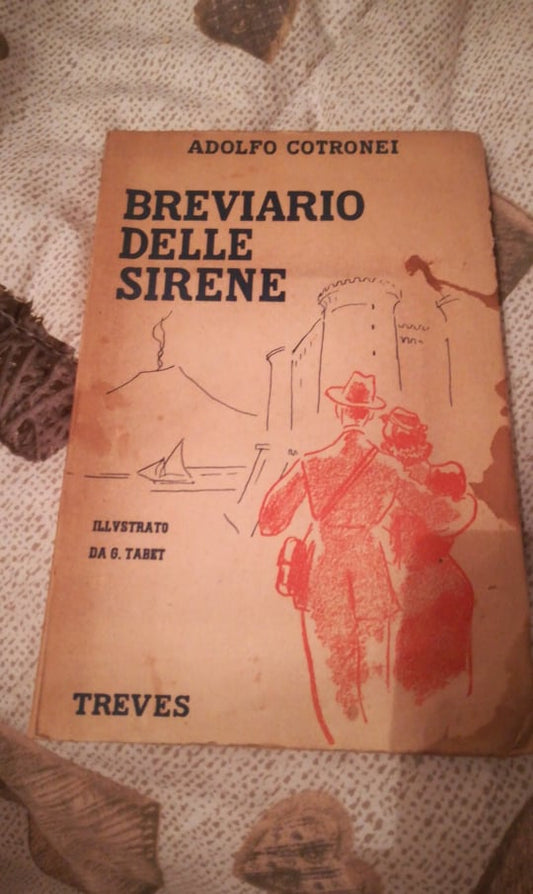 ADOLFO COTRONEI
BREVIARIO
DELLE
SIRENE
ILLVSTRATO
DA G. TABET
TREVES